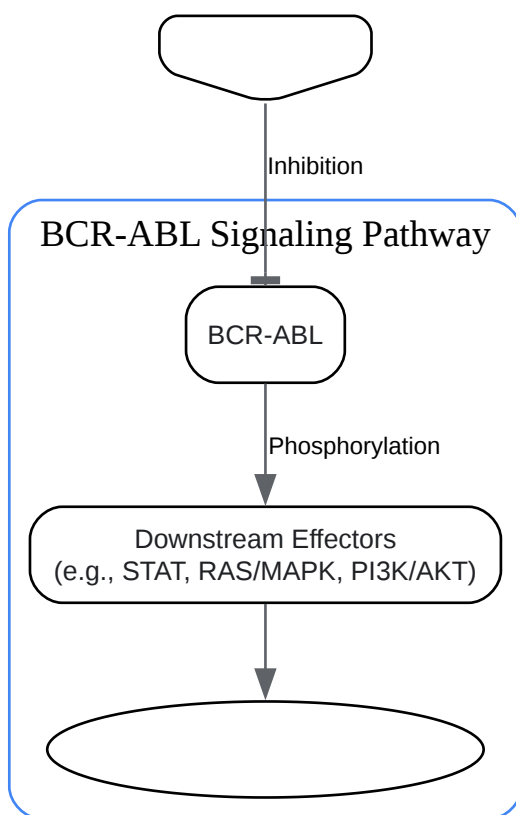 Inhibition
BCR-ABL Signaling Pathway
BCR-ABL
Phosphorylation
Downstream Effectors
(e.g., STAT, RAS/MAPK, PI3K/AKT)